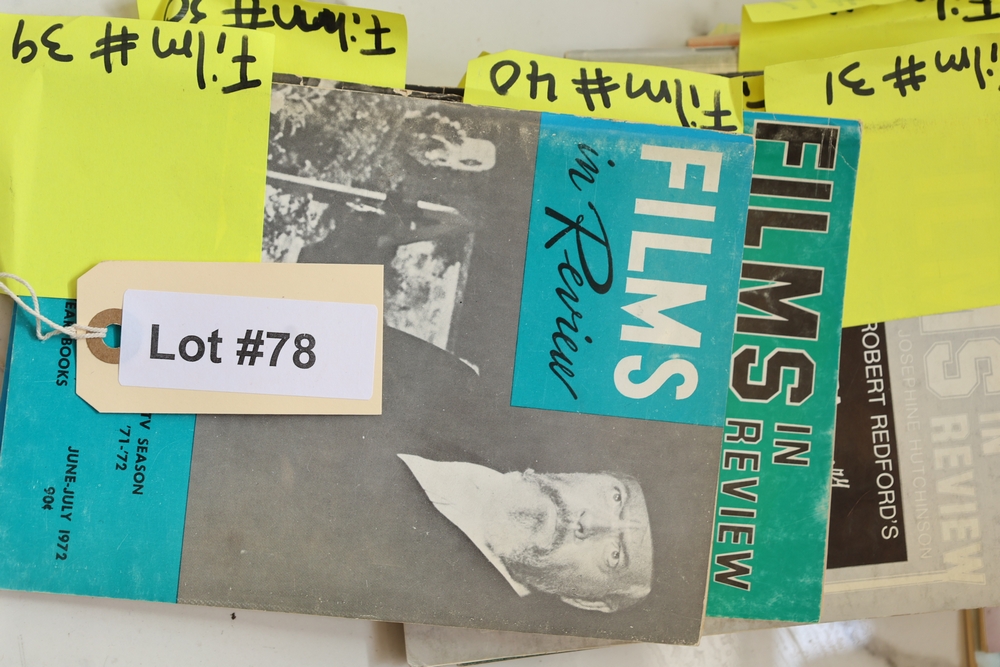 Film #39
Film #30
Film #40
Film #31
Lot #78
FILMS
in Review
TV SEASON
'71-'72
JUNE-JULY 1972
90¢
FILMS IN
REVIEW
ROBERT REDFORD'S
JOSEPHINE HUTCHINSON
IN
REVIEW